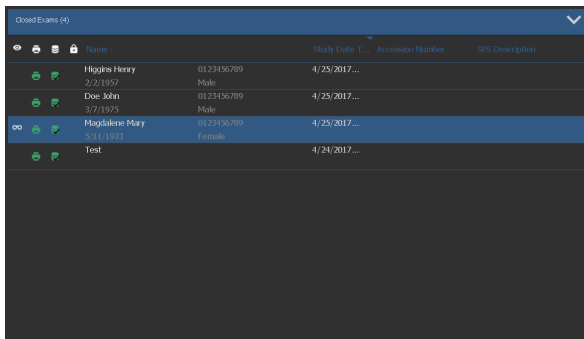 Closed Exams (4)
Name : Study Date T... Accession Number SPS Description
Higgins Henry 0123456789 4/25/2017...
2/2/1957 Male
Doe John 0123456789 4/25/2017...
3/7/1975 Male
Magdalene Mary 0123456789 4/25/2017...
5/11/1933 Female
Test 4/24/2017...